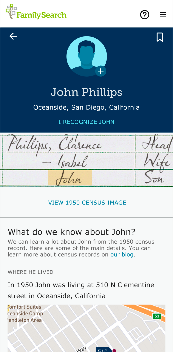 FamilySearch
John Phillips
Oceanside, San Diego, California
I RECOGNIZE JOHN
Phillips, Clarence Head
— Isabel Wife
John Son
VIEW 1950 CENSUS IMAGE
What do we know about John?
We can learn a lot about John from the 1950 census
record. Here are some of the main details. You can
learn more about census records on our blog.
WHERE HE LIVED
In 1950 John was living at 510 N Clementine
street in Oceanside, California